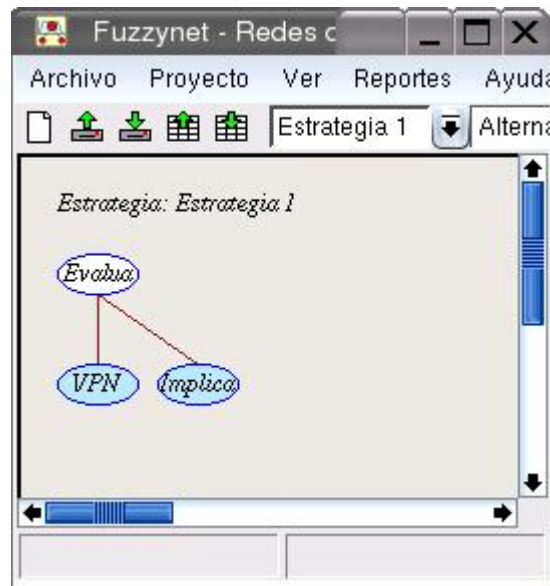 Fuzzynet - Redes c
Archivo Proyecto Ver Reportes Ayuda
Estrategia 1 Alterna
Estrategia: Estrategia 1
Evalua
VPN Implica